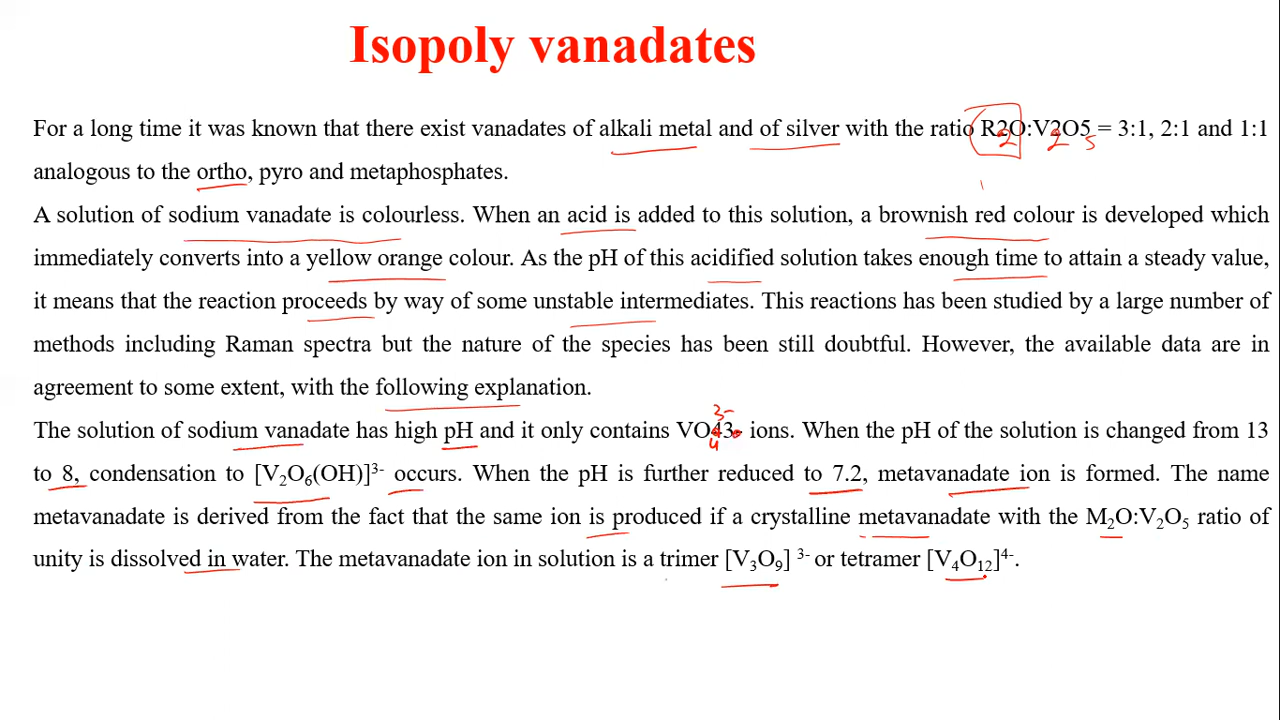 Isopoly vanadates
For a long time it was known that there exist vanadates of alkali metal and of silver with the ratio R2O:V2O5 = 3:1, 2:1 and 1:1
analogous to the ortho, pyro and metaphosphates.
A solution of sodium vanadate is colourless. When an acid is added to this solution, a brownish red colour is developed which
immediately converts into a yellow orange colour. As the pH of this acidified solution takes enough time to attain a steady value,
it means that the reaction proceeds by way of some unstable intermediates. This reactions has been studied by a large number of
methods including Raman spectra but the nature of the species has been still doubtful. However, the available data are in
agreement to some extent, with the following explanation.
The solution of sodium vanadate has high pH and it only contains VO43- ions. When the pH of the solution is changed from 13
to 8, condensation to [V₂O₆(OH)]³⁻ occurs. When the pH is further reduced to 7.2, metavanadate ion is formed. The name
metavanadate is derived from the fact that the same ion is produced if a crystalline metavanadate with the M₂O:V₂O₅ ratio of
unity is dissolved in water. The metavanadate ion in solution is a trimer [V₃O₉] ³⁻ or tetramer [V₄O₁₂]⁴⁻.